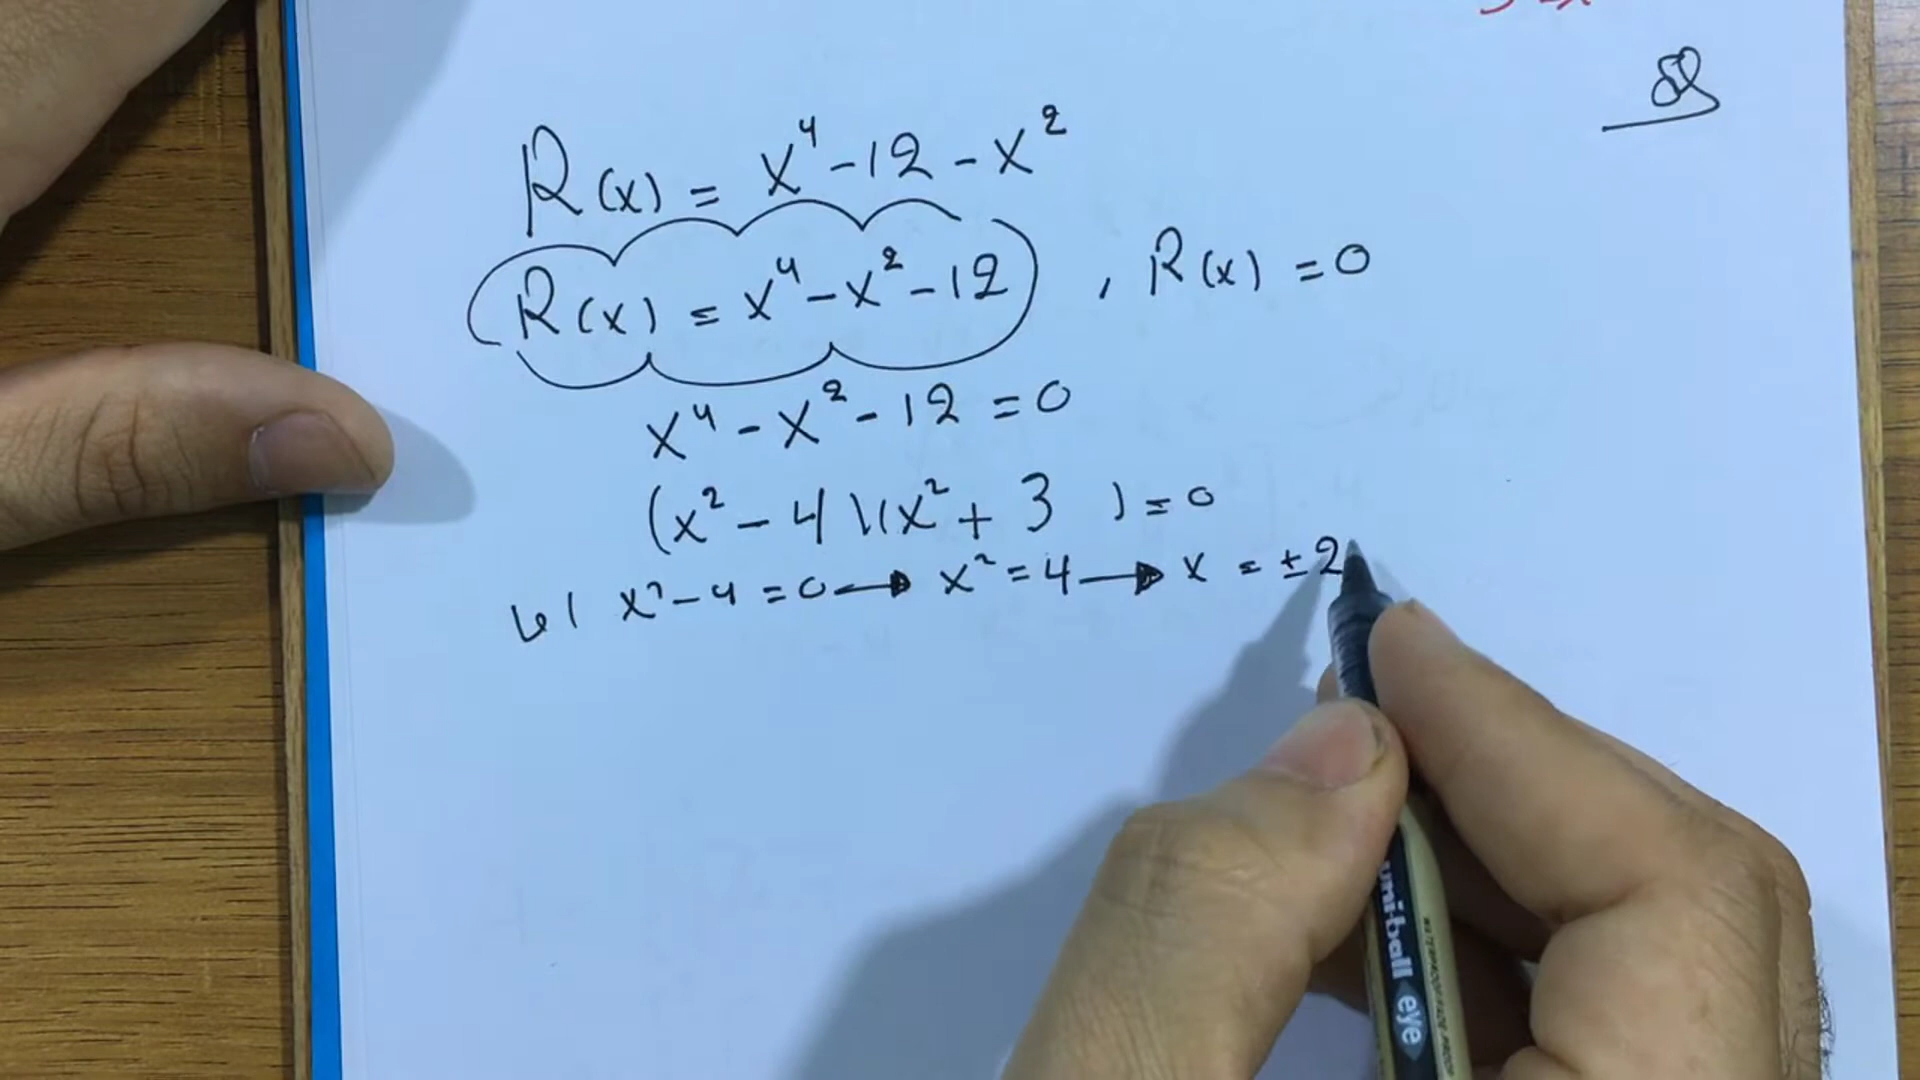 R(x) = x⁴ - 12 - x²
R(x) = x⁴ - x² - 12 , R(x) = 0
x⁴ - x² - 12 = 0
(x² - 4)(x² + 3 ) = 0
اما x² - 4 = 0 → x² = 4 → x = ±2
uni-ball eye